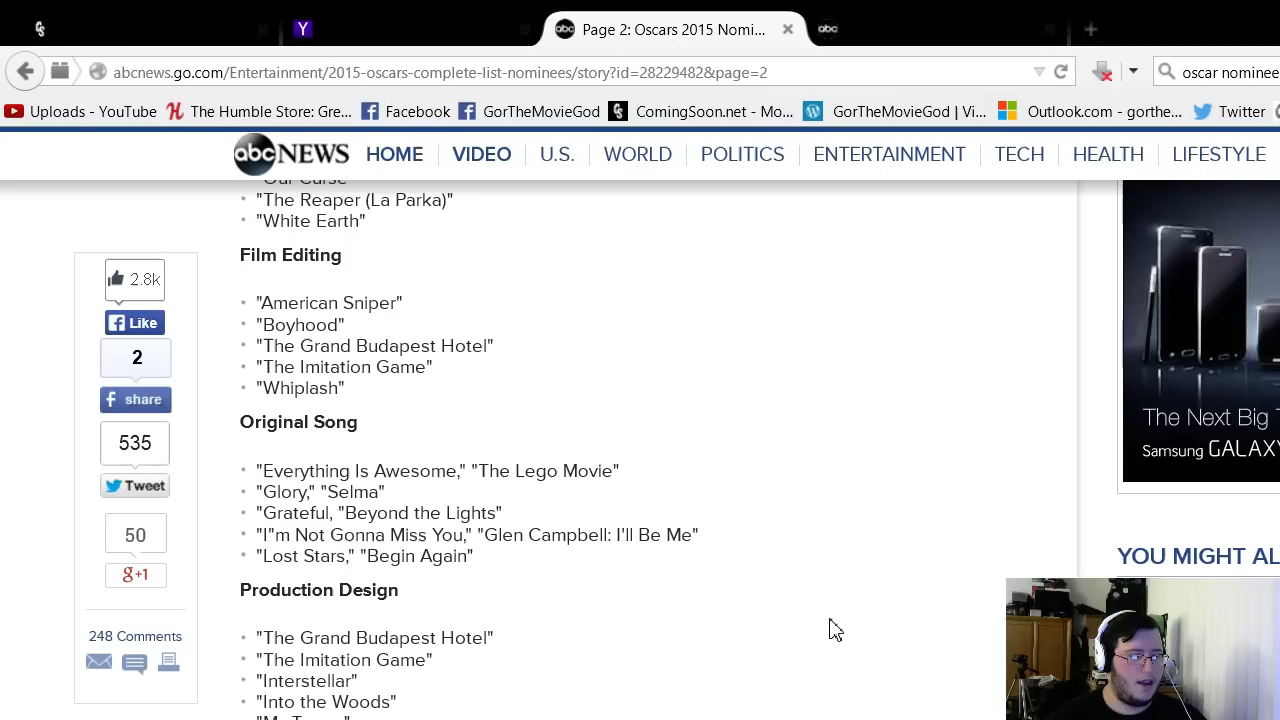 Page 2: Oscars 2015 Nomi...
abcnews.go.com/Entertainment/2015-oscars-complete-list-nominees/story?id=28229482&page=2
oscar nominee
Uploads - YouTube
The Humble Store: Gre...
Facebook
GorTheMovieGod
ComingSoon.net - Mo...
GorTheMovieGod | Vi...
Outlook.com - gorthe...
Twitter
abc NEWS
HOME
VIDEO
U.S.
WORLD
POLITICS
ENTERTAINMENT
TECH
HEALTH
LIFESTYLE
"Our Curse"
"The Reaper (La Parka)"
"White Earth"
Film Editing
"American Sniper"
"Boyhood"
"The Grand Budapest Hotel"
"The Imitation Game"
"Whiplash"
Original Song
"Everything Is Awesome," "The Lego Movie"
"Glory," "Selma"
"Grateful, "Beyond the Lights"
"I"m Not Gonna Miss You," "Glen Campbell: I'll Be Me"
"Lost Stars," "Begin Again"
Production Design
"The Grand Budapest Hotel"
"The Imitation Game"
"Interstellar"
"Into the Woods"
2.8k
Like
2
share
535
Tweet
50
g+1
248 Comments
The Next Big
Samsung GALAXY
YOU MIGHT AL